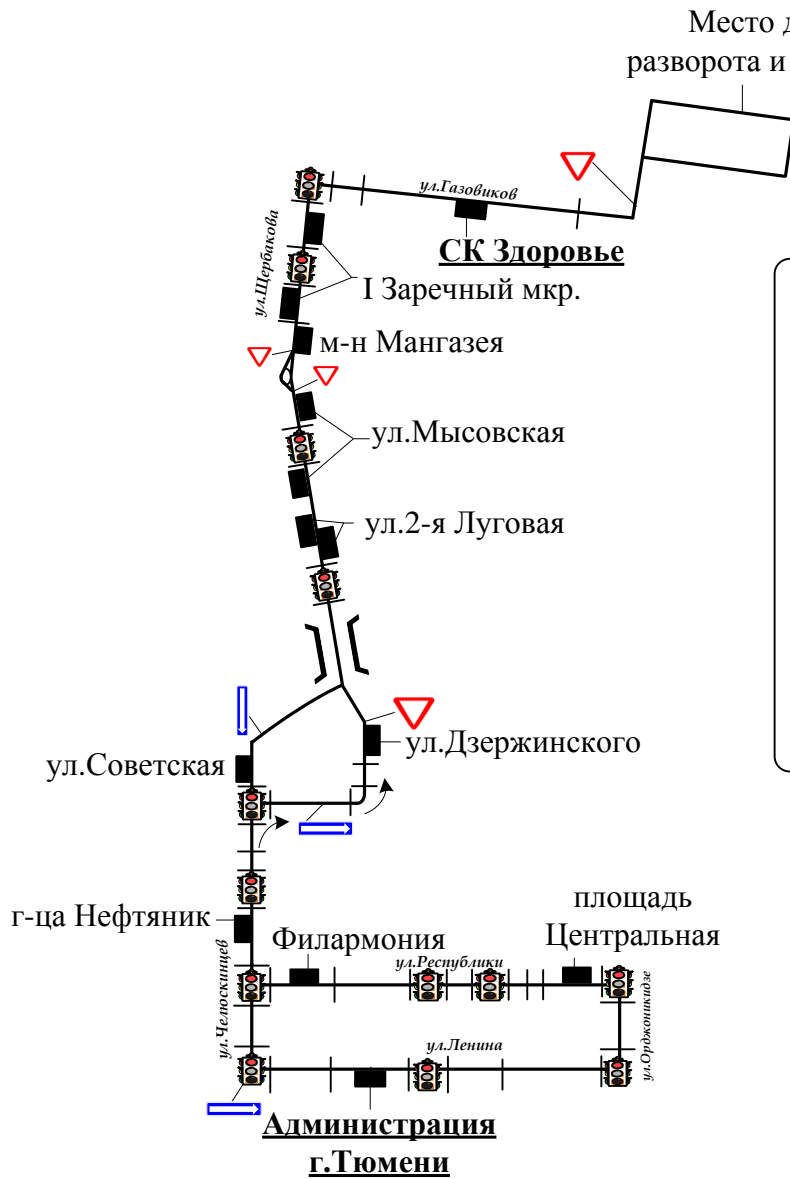 Место д
разворота и
ул.Газовиков
СК Здоровье
ул.Щербакова
I Заречный мкр.
м-н Мангазея
ул.Мысовская
ул.2-я Луговая
ул.Дзержинского
ул.Советская
г-ца Нефтяник
площадь
Центральная
Филармония
ул.Республики
ул.Челюскинцев
ул.Орджоникидзе
ул.Ленина
Администрация
г.Тюмени